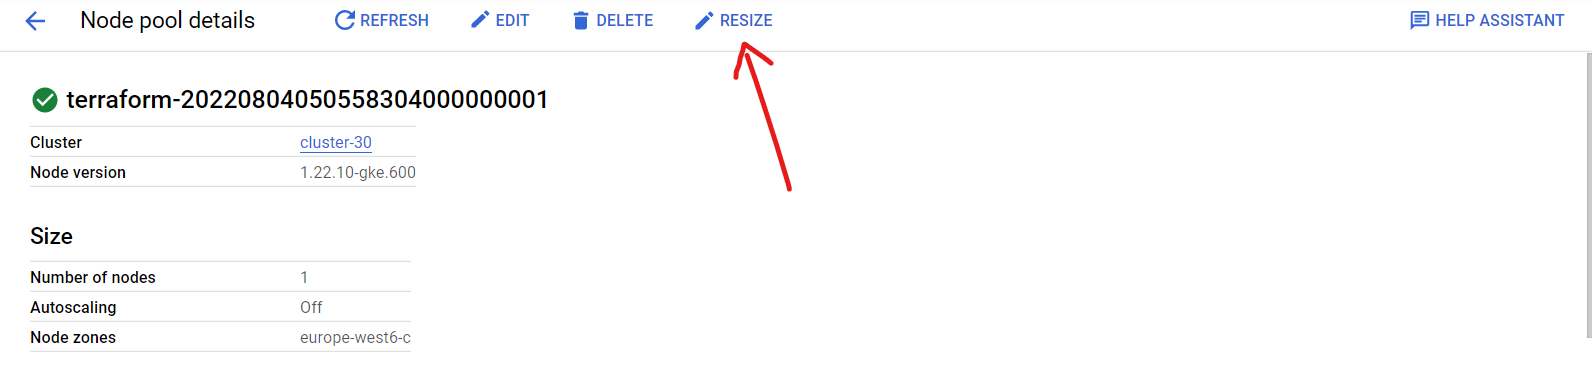 Node pool details REFRESH EDIT DELETE RESIZE HELP ASSISTANT
terraform-20220804050558304000000001
Cluster cluster-30
Node version 1.22.10-gke.600
Size
Number of nodes 1
Autoscaling Off
Node zones europe-west6-c